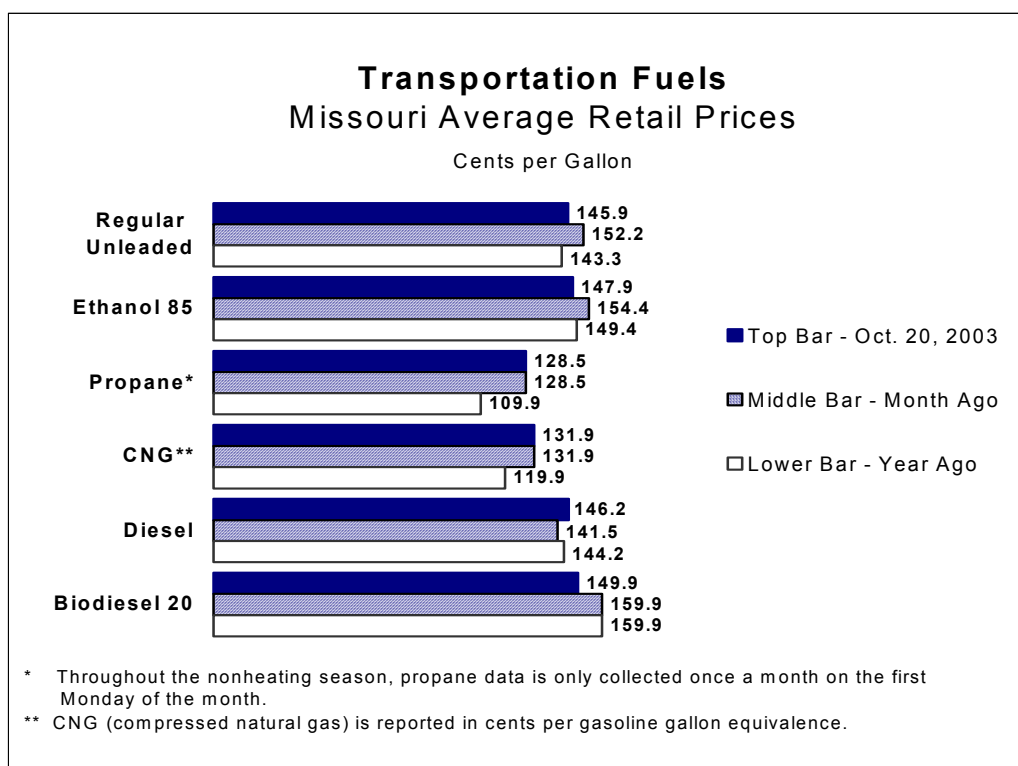 Transportation Fuels
Missouri Average Retail Prices
Cents per Gallon
Regular
Unleaded
145.9
152.2
143.3
Ethanol 85
147.9
154.4
149.4
Propane*
128.5
128.5
109.9
CNG**
131.9
131.9
119.9
Diesel
146.2
141.5
144.2
Biodiesel 20
149.9
159.9
159.9
Top Bar - Oct. 20, 2003
Middle Bar - Month Ago
Lower Bar - Year Ago
* Throughout the nonheating season, propane data is only collected once a month on the first
Monday of the month.
** CNG (compressed natural gas) is reported in cents per gasoline gallon equivalence.